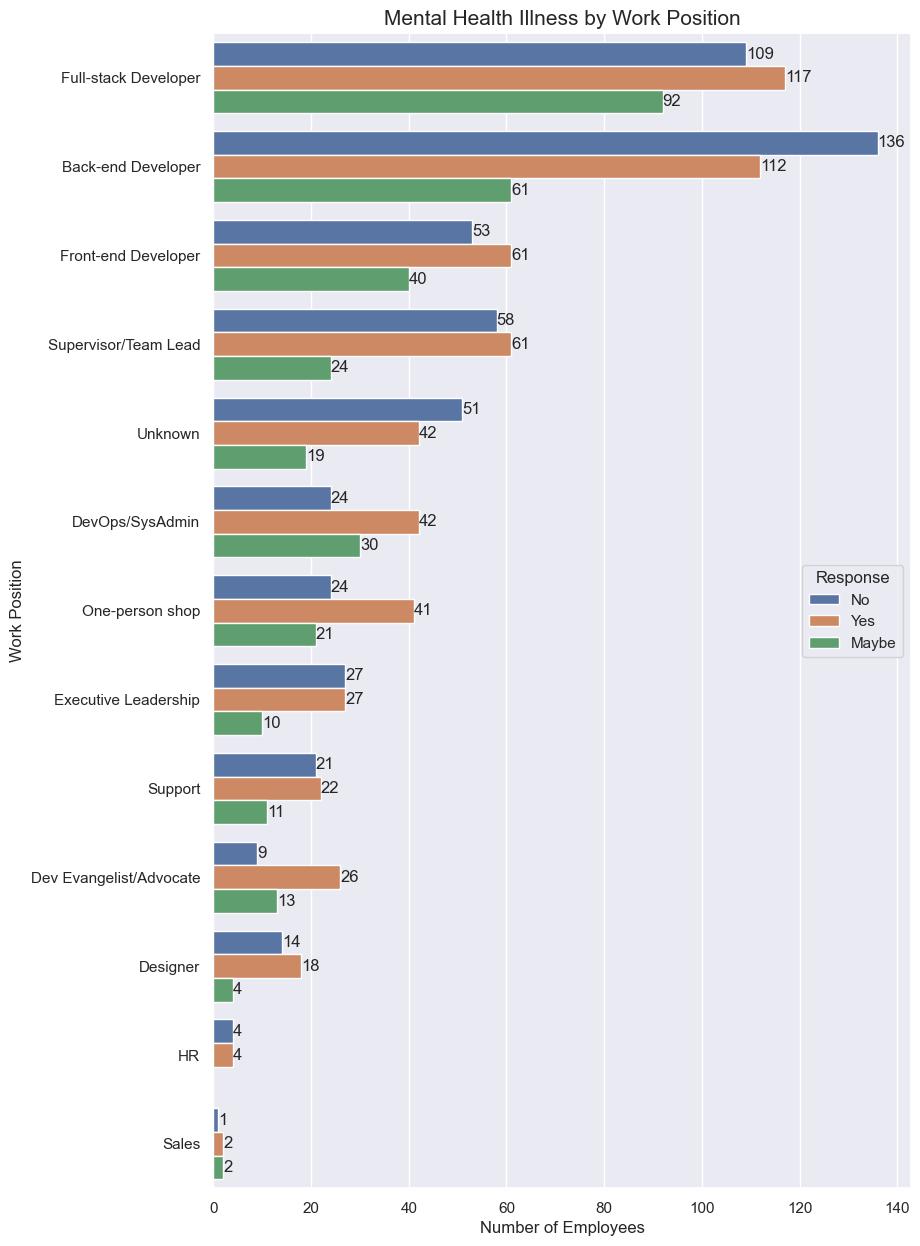 Mental Health Illness by Work Position
Full-stack Developer
109
117
92
Back-end Developer
136
112
61
Front-end Developer
53
61
40
Supervisor/Team Lead
58
61
24
Unknown
51
42
19
DevOps/SysAdmin
24
42
30
One-person shop
24
41
21
Executive Leadership
27
27
10
Support
21
22
11
Dev Evangelist/Advocate
9
26
13
Designer
14
18
4
HR
4
4
Sales
1
2
2
Work Position
Response
No
Yes
Maybe
0 20 40 60 80 100 120 140
Number of Employees